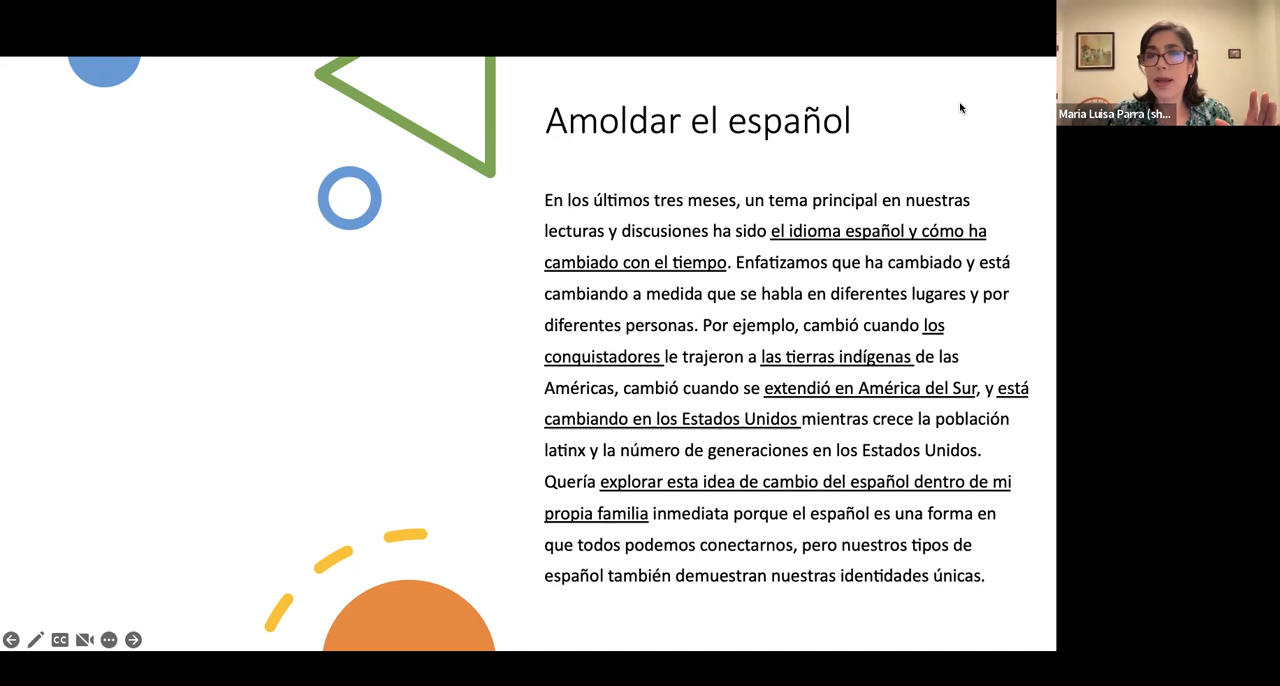 Amoldar el español
En los últimos tres meses, un tema principal en nuestras
lecturas y discusiones ha sido el idioma español y cómo ha
cambiado con el tiempo. Enfatizamos que ha cambiado y está
cambiando a medida que se habla en diferentes lugares y por
diferentes personas. Por ejemplo, cambió cuando los
conquistadores le trajeron a las tierras indígenas de las
Américas, cambió cuando se extendió en América del Sur, y está
cambiando en los Estados Unidos mientras crece la población
latinx y la número de generaciones en los Estados Unidos.
Quería explorar esta idea de cambio del español dentro de mi
propia familia inmediata porque el español es una forma en
que todos podemos conectarnos, pero nuestros tipos de
español también demuestran nuestras identidades únicas.
Maria Luisa Parra (sh...
CC